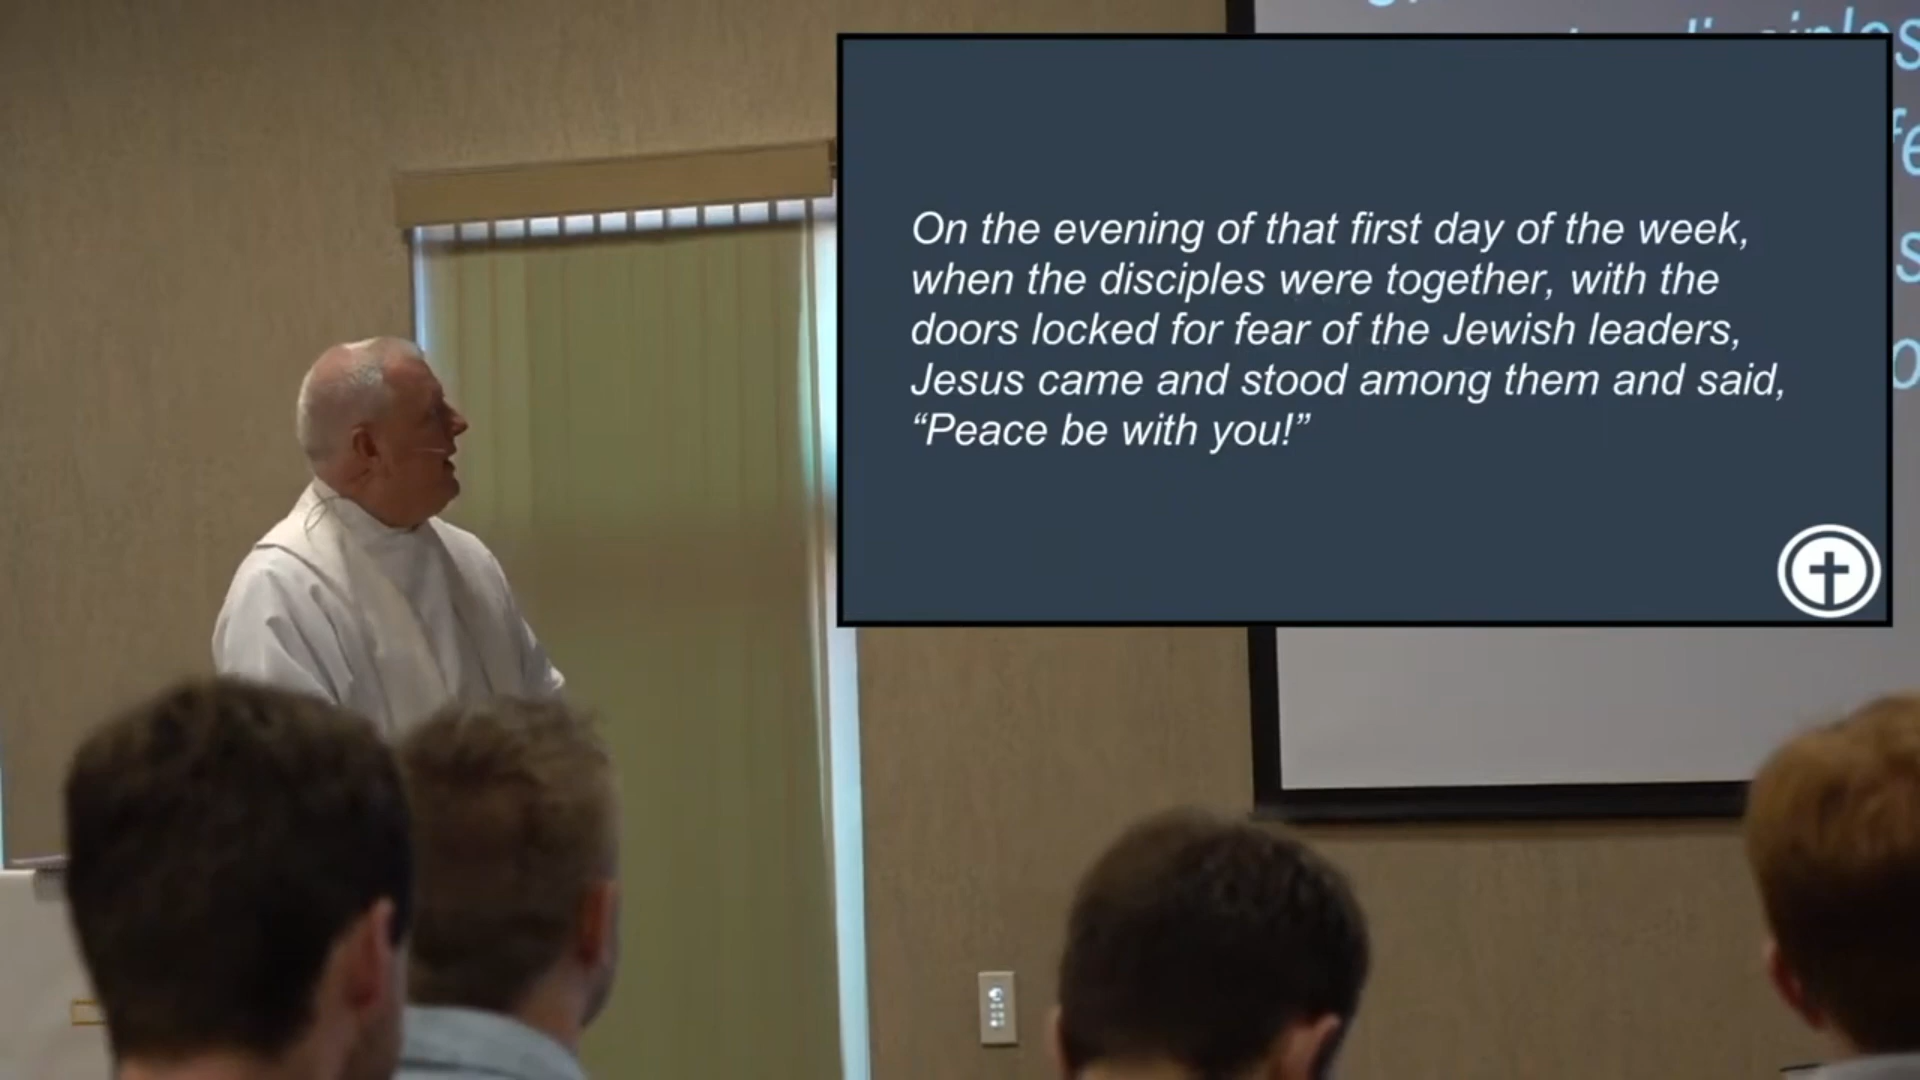 On the evening of that first day of the week,
when the disciples were together, with the
doors locked for fear of the Jewish leaders,
Jesus came and stood among them and said,
“Peace be with you!”